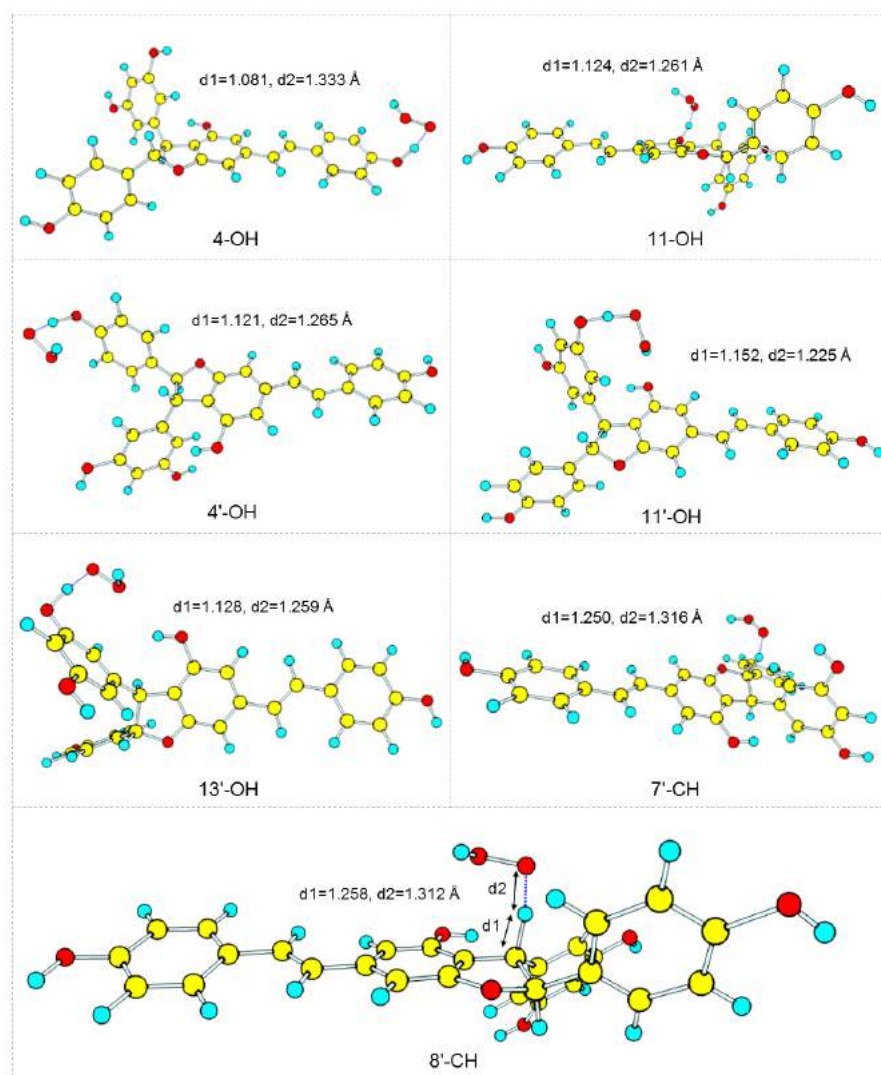 d1=1.081, d2=1.333 Å
4-OH
d1=1.124, d2=1.261 Å
11-OH
d1=1.121, d2=1.265 Å
4'-OH
d1=1.152, d2=1.225 Å
11'-OH
d1=1.128, d2=1.259 Å
13'-OH
d1=1.250, d2=1.316 Å
7'-CH
d1=1.258, d2=1.312 Å
d2
d1
8'-CH